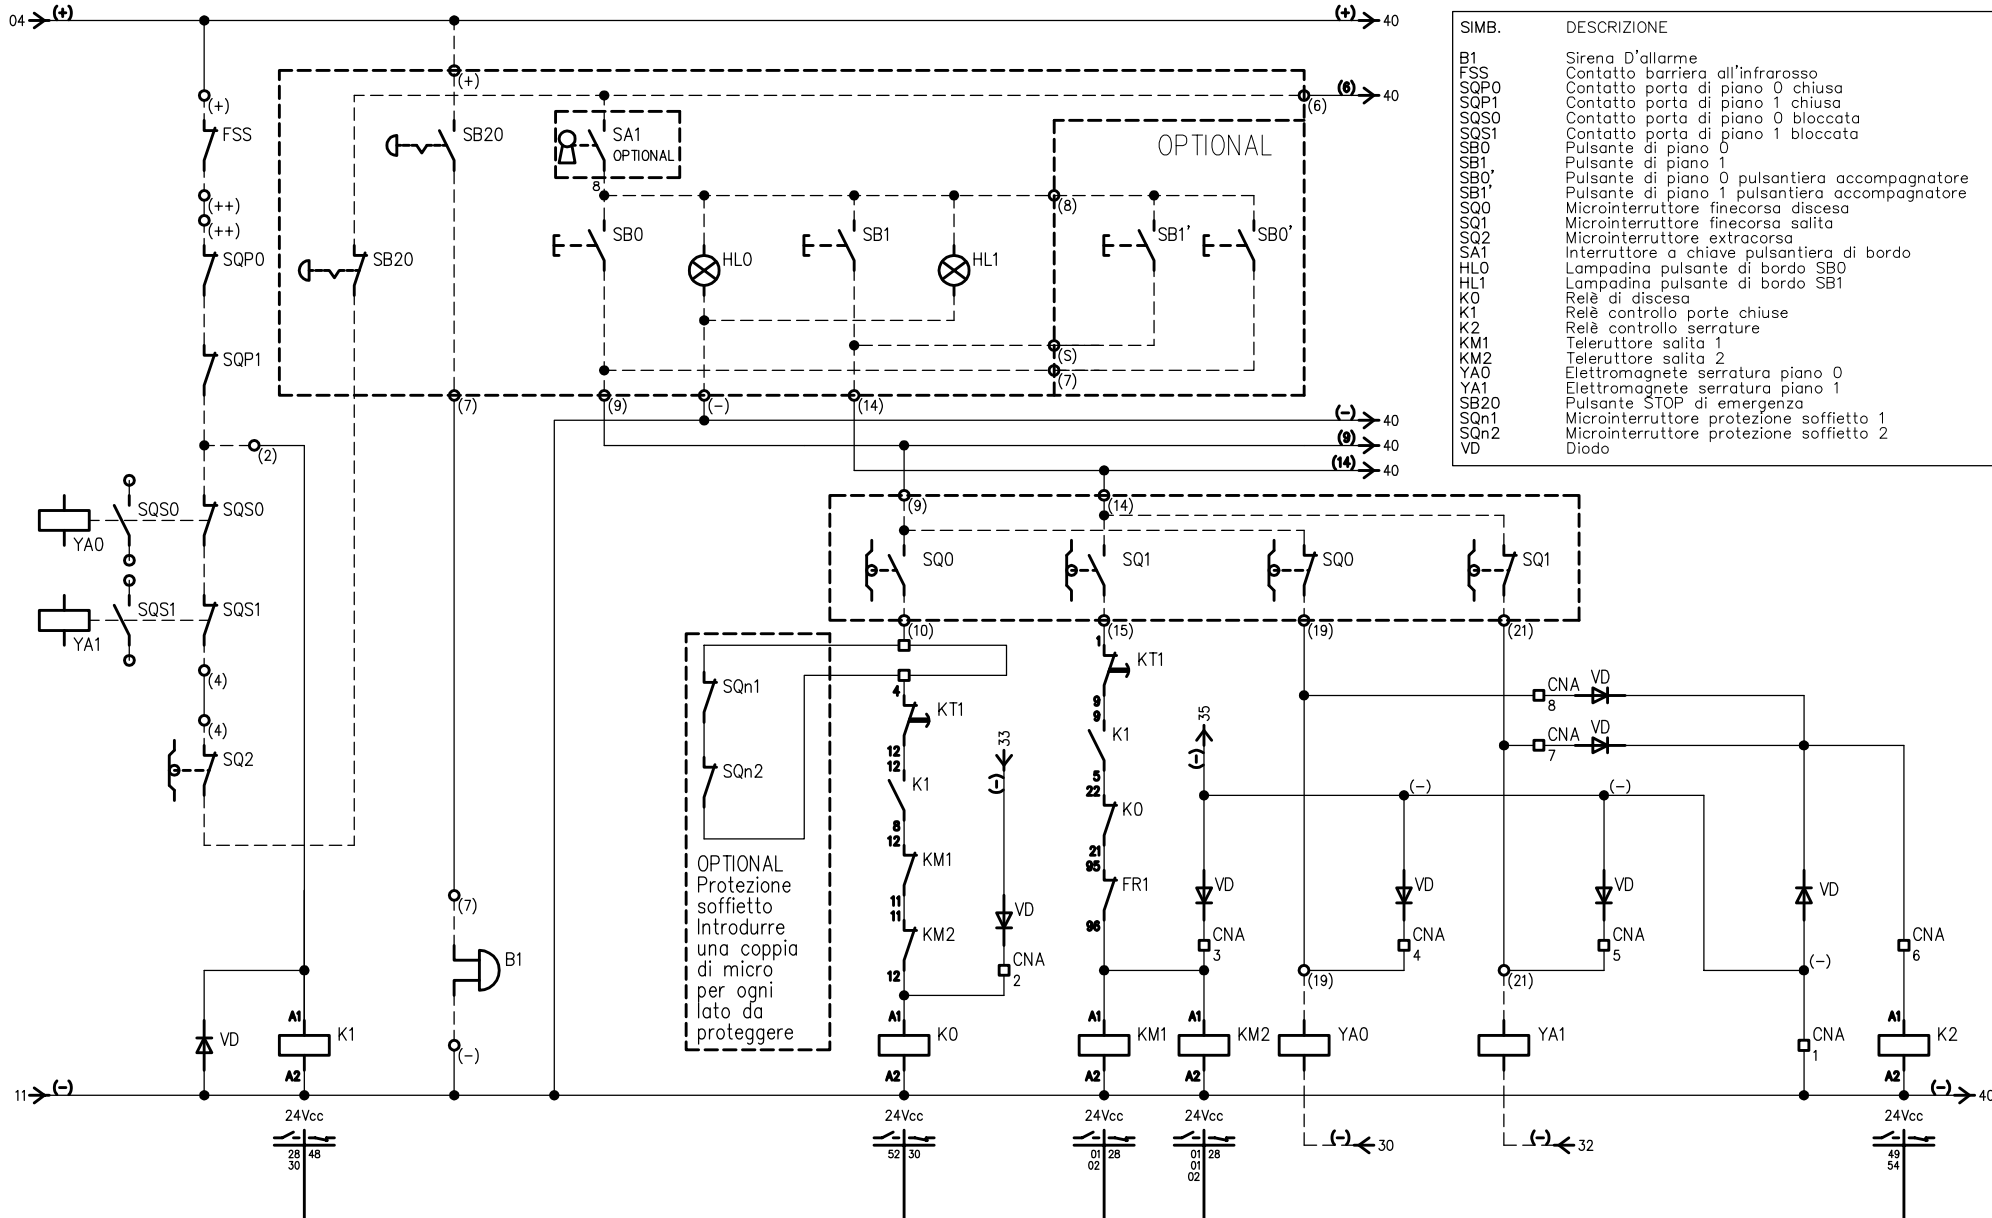 04 (+) (+) 40
(+) (+) (6) 40 (6)
FSS SB20 SA1 OPTIONAL 8 OPTIONAL
(++)
(++)
SQP0 SB20 SB0 HL0 SB1 HL1 (8) SB1' SB0'
SQP1 (S) (7)
(7) (9) (-) (14)
(-) 40
(9) 40
(14) 40
(2)
SIMB. DESCRIZIONE
B1 Sirena D'allarme
FSS Contatto barriera all'infrarosso
SQP0 Contatto porta di piano 0 chiusa
SQP1 Contatto porta di piano 1 chiusa
SQS0 Contatto porta di piano 0 bloccata
SQS1 Contatto porta di piano 1 bloccata
SB0 Pulsante di piano 0
SB1 Pulsante di piano 1
SB0' Pulsante di piano 0 pulsantiera accompagnatore
SB1' Pulsante di piano 1 pulsantiera accompagnatore
SQ0 Microinterruttore finecorsa discesa
SQ1 Microinterruttore finecorsa salita
SQ2 Microinterruttore extracorsa
SA1 Interruttore a chiave pulsantiera di bordo
HL0 Lampadina pulsante di bordo SB0
HL1 Lampadina pulsante di bordo SB1
K0 Relè di discesa
K1 Relè controllo porte chiuse
K2 Relè controllo serrature
KM1 Teleruttore salita 1
KM2 Teleruttore salita 2
YA0 Elettromagnete serratura piano 0
YA1 Elettromagnete serratura piano 1
SB20 Pulsante STOP di emergenza
SQn1 Microinterruttore protezione soffietto 1
SQn2 Microinterruttore protezione soffietto 2
VD Diodo
YA0 SQS0 SQS0
YA1 SQS1 SQS1
(4)
(4)
SQ2
(9) (14)
SQ0 SQ1 SQ0 SQ1
(10) (15) (19) (21)
SQn1
SQn2
OPTIONAL
Protezione
soffietto
Introdurre
una coppia
di micro
per ogni
lato da
proteggere
4 KT1 12
12 K1 8
12 KM1 11
11 KM2 12
33 (-) VD CNA 2
1 KT1 9
9 K1 5
22 K0 21
95 FR1 96
35 (-) VD CNA 3
(-) VD CNA 4
(-) VD CNA 5
CNA 8 VD
CNA 7 VD
VD (-) CNA 1
CNA 6
(19) (21)
(7) B1 (-)
VD A1 K1 A2
A1 K0 A2
A1 KM1 A2
A1 KM2 A2
YA0 YA1
A1 K2 A2
11 (-) (-) 40
24Vcc 24Vcc 24Vcc 24Vcc 24Vcc
28 30 48
52 30
01 02 28
01 01 02 28
(-) 30
(-) 32
49 54